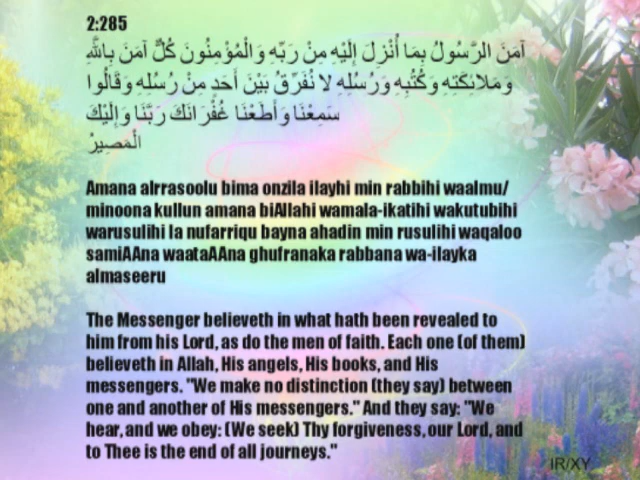 2:285
آمَنَ الرَّسُولُ بِمَا أُنْزِلَ إِلَيْهِ مِنْ رَبِّهِ وَالْمُؤْمِنُونَ كُلٌّ آمَنَ بِاللَّهِ
وَمَلَائِكَتِهِ وَكُتُبِهِ وَرُسُلِهِ لَا نُفَرِّقُ بَيْنَ أَحَدٍ مِنْ رُسُلِهِ وَقَالُوا
سَمِعْنَا وَأَطَعْنَا غُفْرَانَكَ رَبَّنَا وَإِلَيْكَ
الْمَصِيرُ
Amana alrrasoolu bima onzila ilayhi min rabbihi waalmu/
minoona kullun amana biAllahi wamala-ikatihi wakutubihi
warusulihi la nufarriqu bayna ahadin min rusulihi waqaloo
samiAAna waataAAna ghufranaka rabbana wa-ilayka
almaseeru
The Messenger believeth in what hath been revealed to
him from his Lord, as do the men of faith. Each one (of them)
believeth in Allah, His angels, His books, and His
messengers. "We make no distinction (they say) between
one and another of His messengers." And they say: "We
hear, and we obey: (We seek) Thy forgiveness, our Lord, and
to Thee is the end of all journeys."
IR/XY